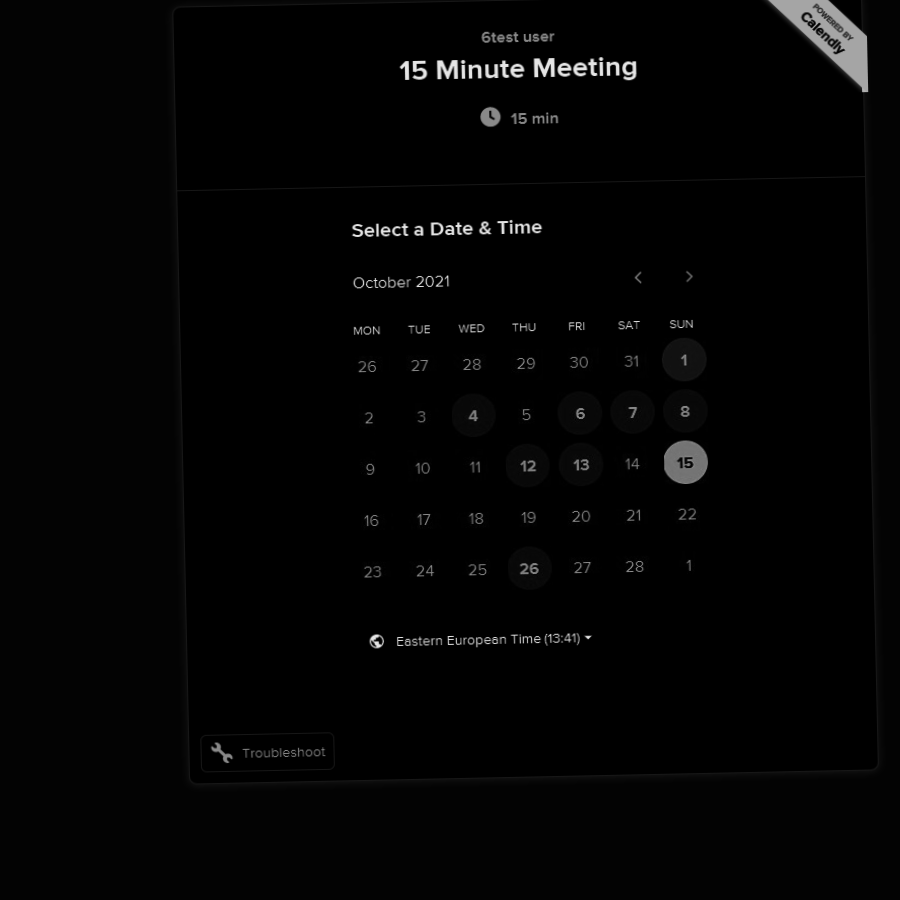 POWERED BY
Calendly
6test user
15 Minute Meeting
15 min
Select a Date & Time
October 2021
MON TUE WED THU FRI SAT SUN
26 27 28 29 30 31 1
2 3 4 5 6 7 8
9 10 11 12 13 14 15
16 17 18 19 20 21 22
23 24 25 26 27 28 1
Eastern European Time (13:41)
Troubleshoot